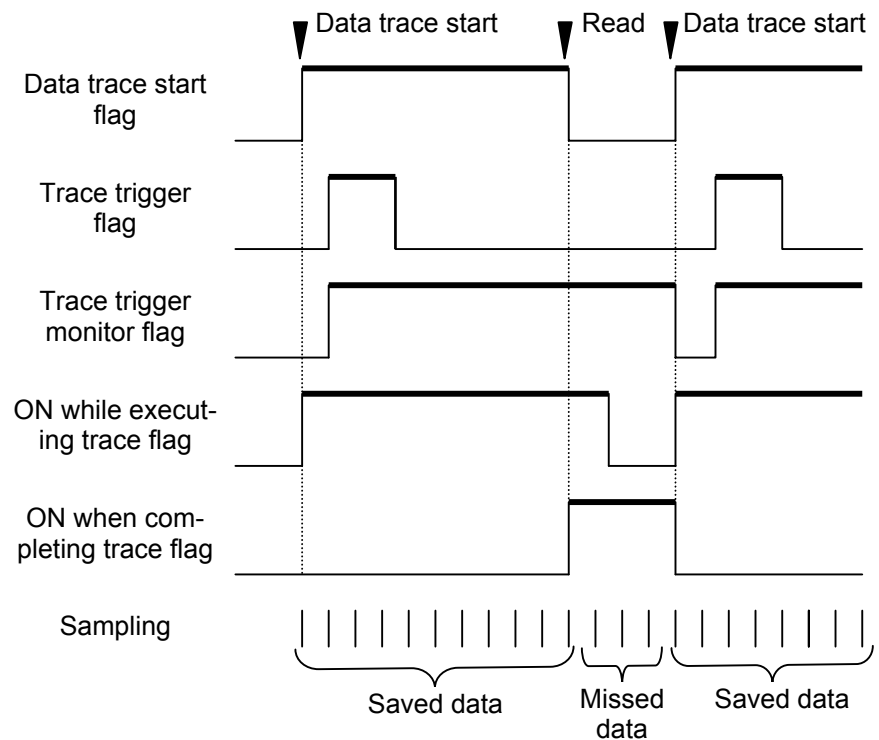 Data trace start
Read
Data trace start
Data trace start
flag
Trace trigger
flag
Trace trigger
monitor flag
ON while execut-
ing trace flag
ON when com-
pleting trace flag
Sampling
Saved data
Missed
data
Saved data